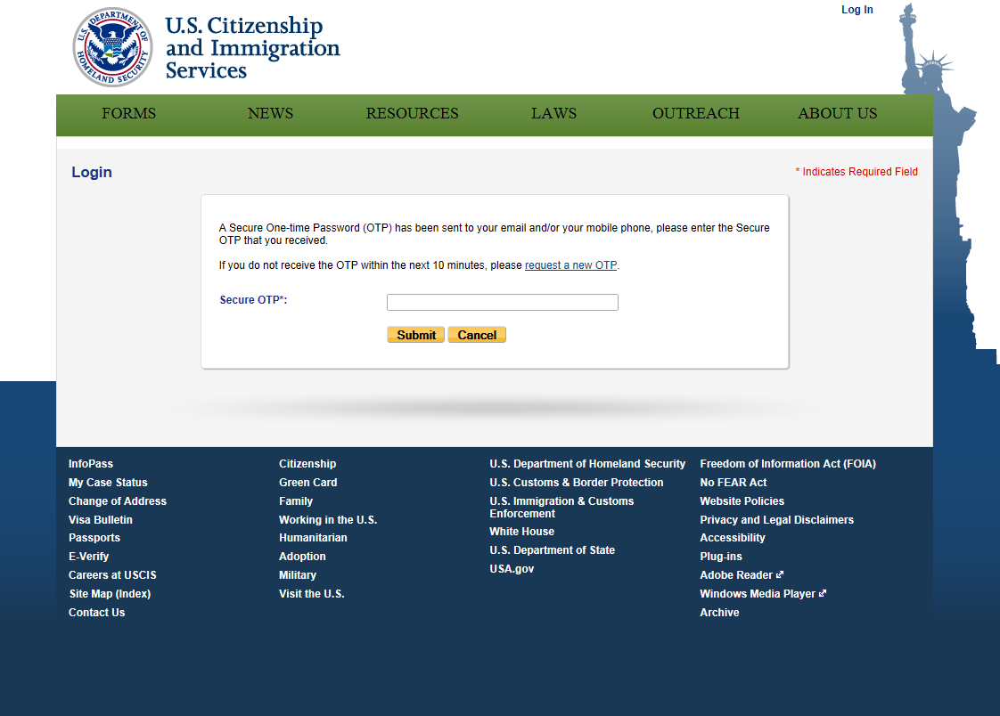 Log In
U.S. DEPARTMENT OF
HOMELAND SECURITY
U.S. Citizenship
and Immigration
Services
FORMS NEWS RESOURCES LAWS OUTREACH ABOUT US
Login
* Indicates Required Field
A Secure One-time Password (OTP) has been sent to your email and/or your mobile phone, please enter the Secure
OTP that you received.
If you do not receive the OTP within the next 10 minutes, please request a new OTP.
Secure OTP*:
Submit Cancel
InfoPass
My Case Status
Change of Address
Visa Bulletin
Passports
E-Verify
Careers at USCIS
Site Map (Index)
Contact Us
Citizenship
Green Card
Family
Working in the U.S.
Humanitarian
Adoption
Military
Visit the U.S.
U.S. Department of Homeland Security
U.S. Customs & Border Protection
U.S. Immigration & Customs
Enforcement
White House
U.S. Department of State
USA.gov
Freedom of Information Act (FOIA)
No FEAR Act
Website Policies
Privacy and Legal Disclaimers
Accessibility
Plug-ins
Adobe Reader
Windows Media Player
Archive